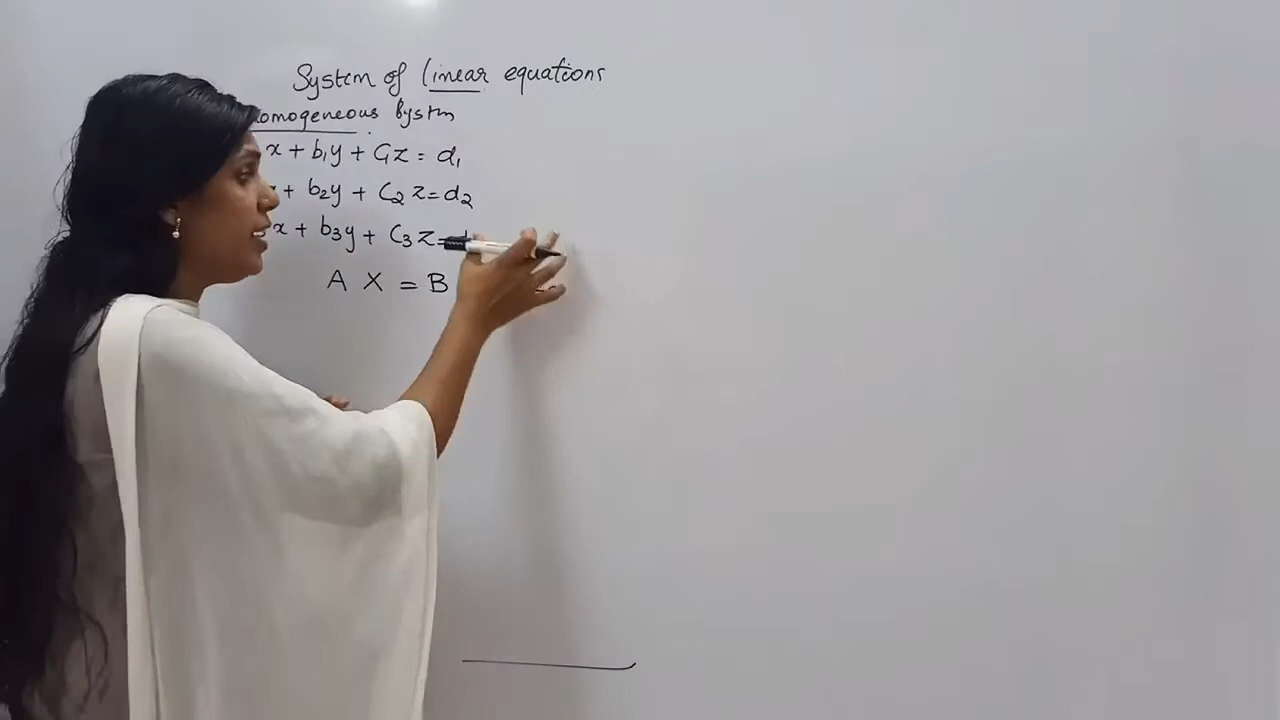 System of linear equations
omogeneous System
x + b₁y + C₁z = d₁
+ b₂y + C₂ z = d₂
x + b₃y + C₃ z =
A X = B